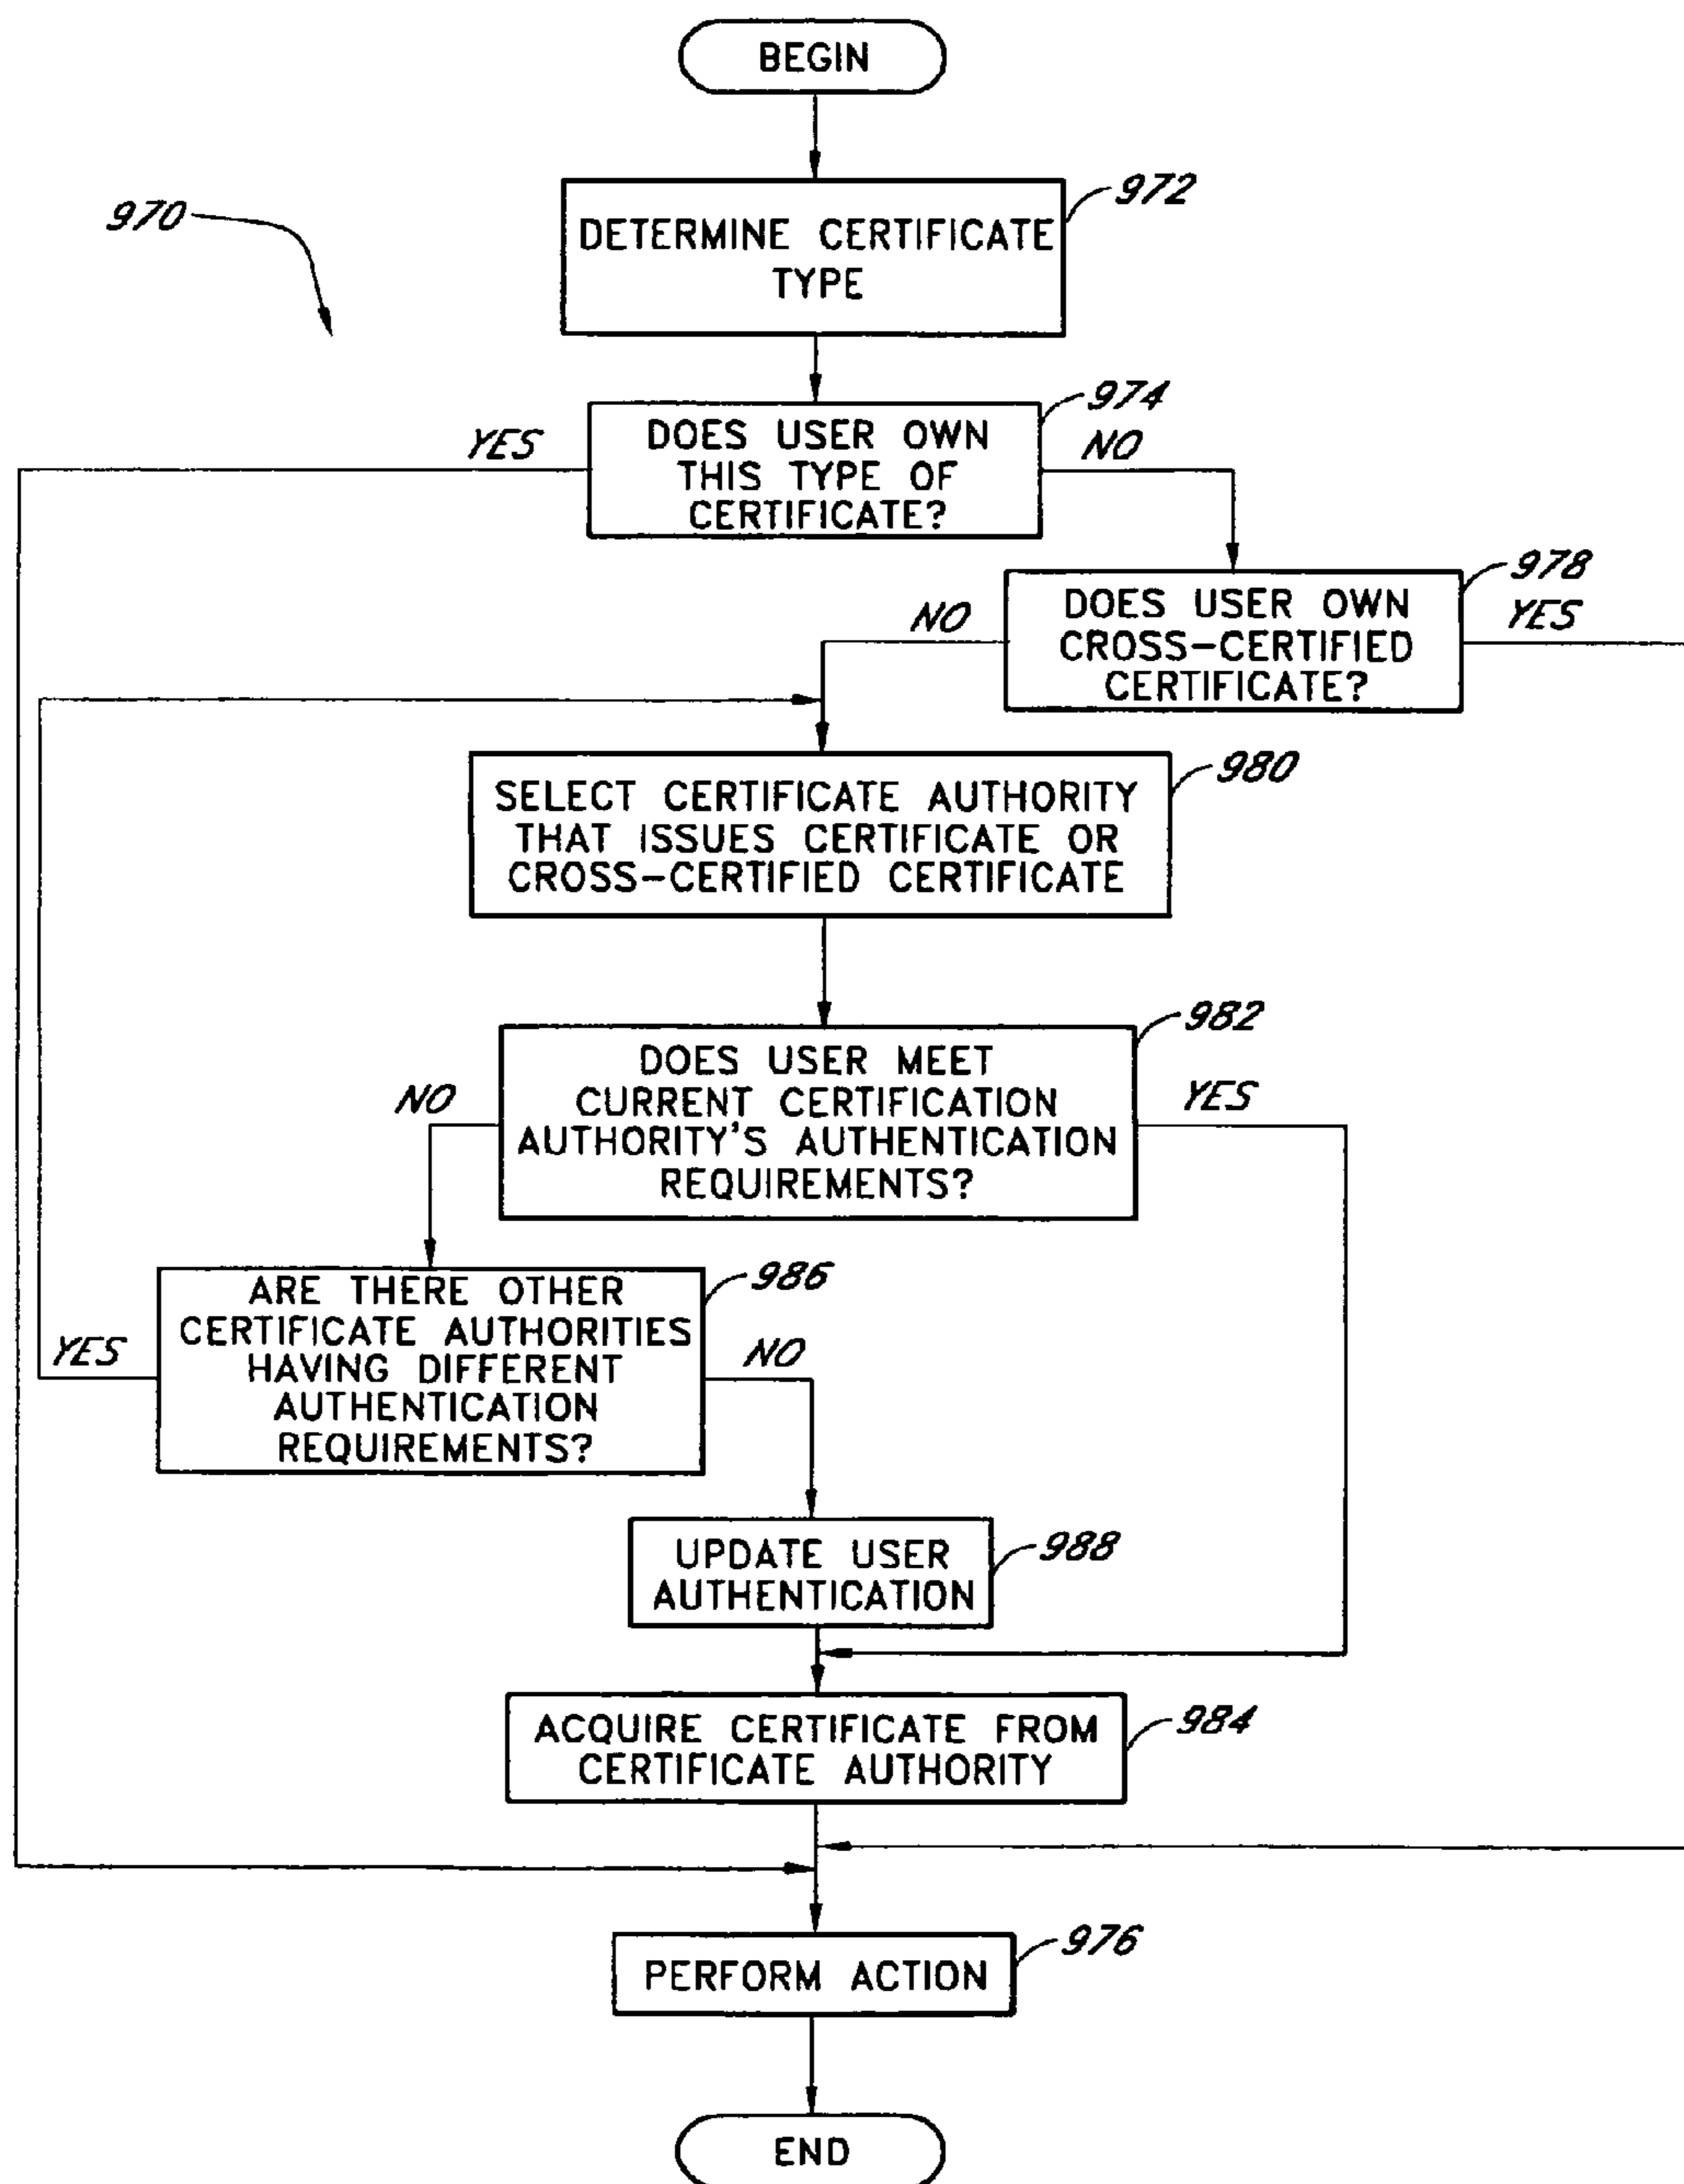 BEGIN
972
970
DETERMINE CERTIFICATE
TYPE
974
YES
DOES USER OWN
THIS TYPE OF
CERTIFICATE?
NO
978
NO
DOES USER OWN
CROSS-CERTIFIED
CERTIFICATE?
YES
980
SELECT CERTIFICATE AUTHORITY
THAT ISSUES CERTIFICATE OR
CROSS-CERTIFIED CERTIFICATE
982
NO
DOES USER MEET
CURRENT CERTIFICATION
AUTHORITY'S AUTHENTICATION
REQUIREMENTS?
YES
986
YES
ARE THERE OTHER
CERTIFICATE AUTHORITIES
HAVING DIFFERENT
AUTHENTICATION
REQUIREMENTS?
NO
988
UPDATE USER
AUTHENTICATION
984
ACQUIRE CERTIFICATE FROM
CERTIFICATE AUTHORITY
976
PERFORM ACTION
END